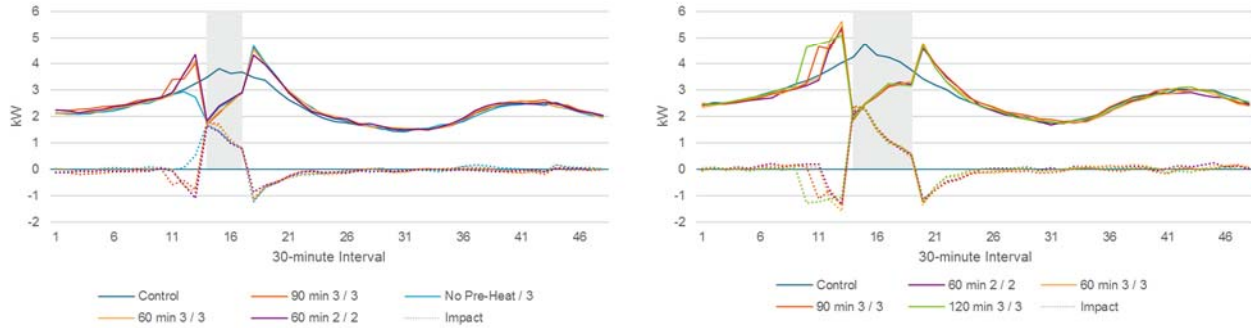 6
5
4
3
2
1
0
-1
-2
kW
1 6 11 16 21 26 31 36 41 46
30-minute Interval
Control 90 min 3 / 3 No Pre-Heat / 3
60 min 3 / 3 60 min 2 / 2 Impact
6
5
4
3
2
1
0
-1
-2
kW
1 6 11 16 21 26 31 36 41 46
30-minute Interval
Control 60 min 2 / 2 60 min 3 / 3
90 min 3 / 3 120 min 3 / 3 Impact